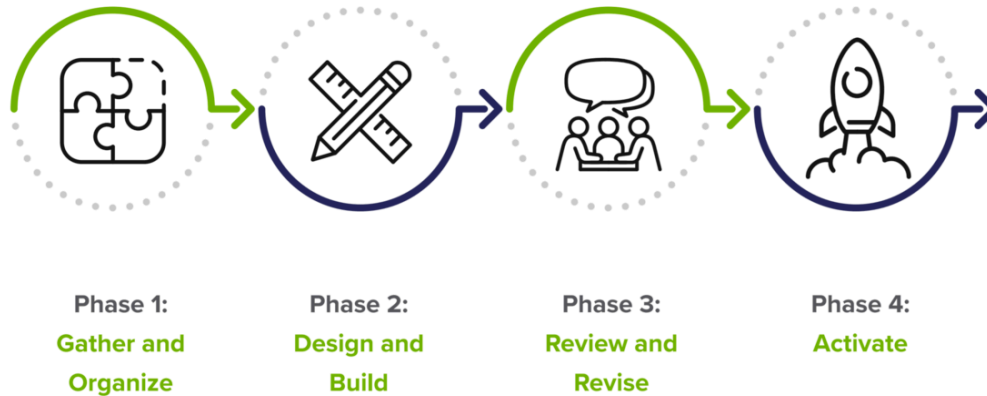 Phase 1:
Gather and
Organize
Phase 2:
Design and
Build
Phase 3:
Review and
Revise
Phase 4:
Activate